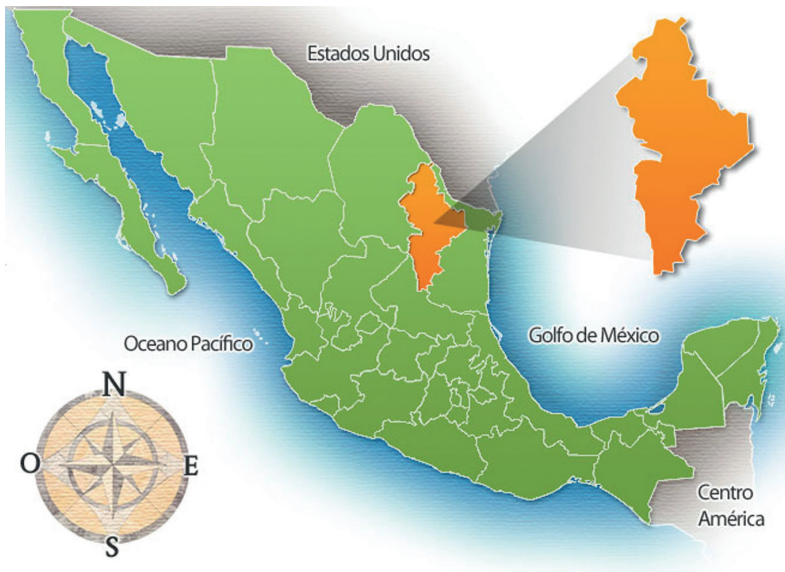 Estados Unidos
Golfo de México
Oceano Pacífico
N
O
E
S
Centro
América